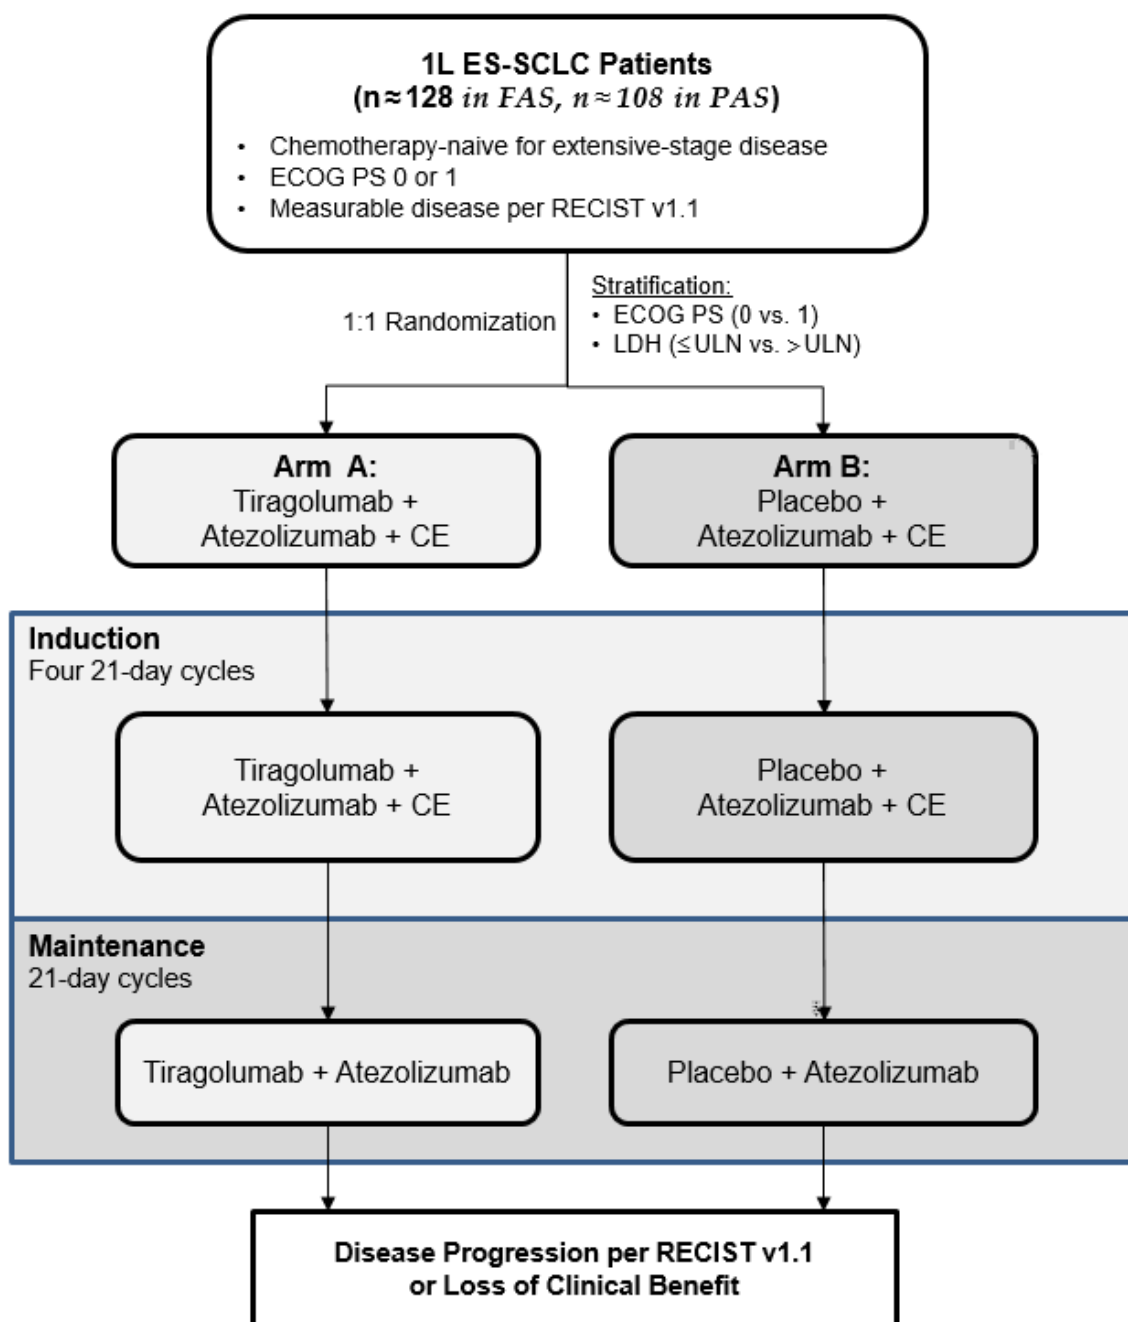 1L ES-SCLC Patients
(n≈128 in FAS, n≈108 in PAS)
• Chemotherapy-naive for extensive-stage disease
• ECOG PS 0 or 1
• Measurable disease per RECIST v1.1
1:1 Randomization
Stratification:
• ECOG PS (0 vs. 1)
• LDH (≤ULN vs. >ULN)
Arm A:
Tiragolumab +
Atezolizumab + CE
Arm B:
Placebo +
Atezolizumab + CE
Induction
Four 21-day cycles
Tiragolumab +
Atezolizumab + CE
Placebo +
Atezolizumab + CE
Maintenance
21-day cycles
Tiragolumab + Atezolizumab
Placebo + Atezolizumab
Disease Progression per RECIST v1.1
or Loss of Clinical Benefit